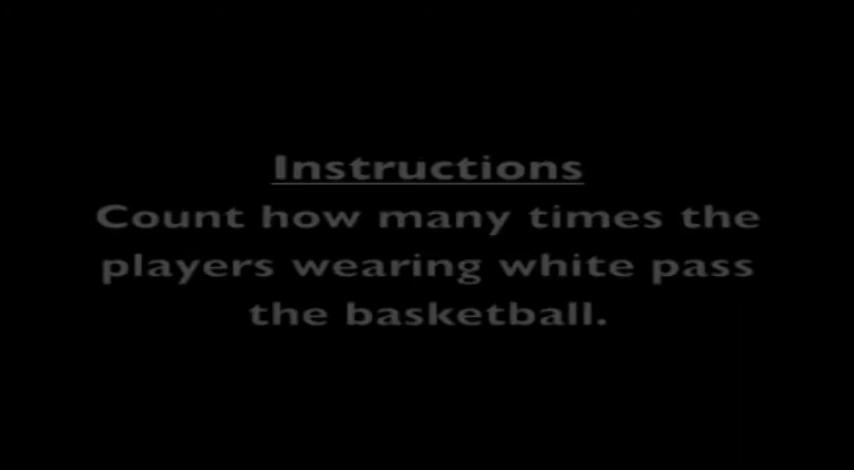 Instructions
Count how many times the
players wearing white pass
the basketball.